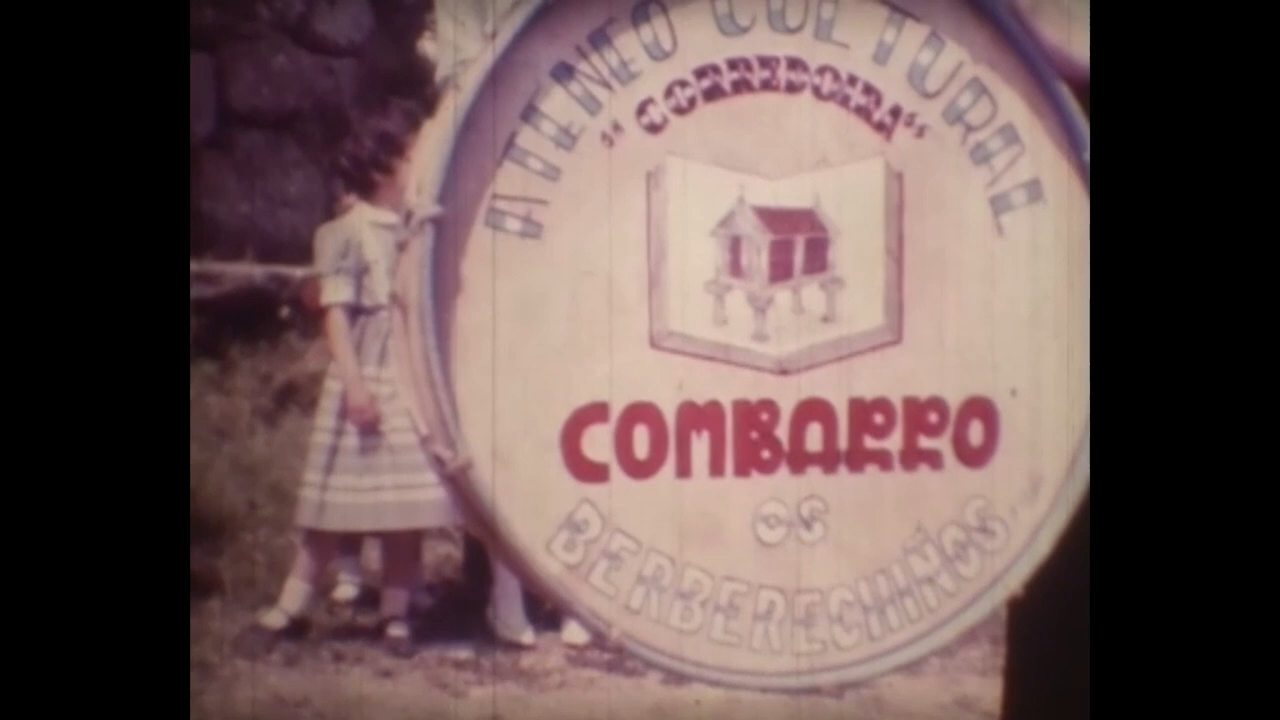 ATENEO CULTURAL
"CORREDOIRA"
COMBARRO
OS
BERBERECHIÑOS